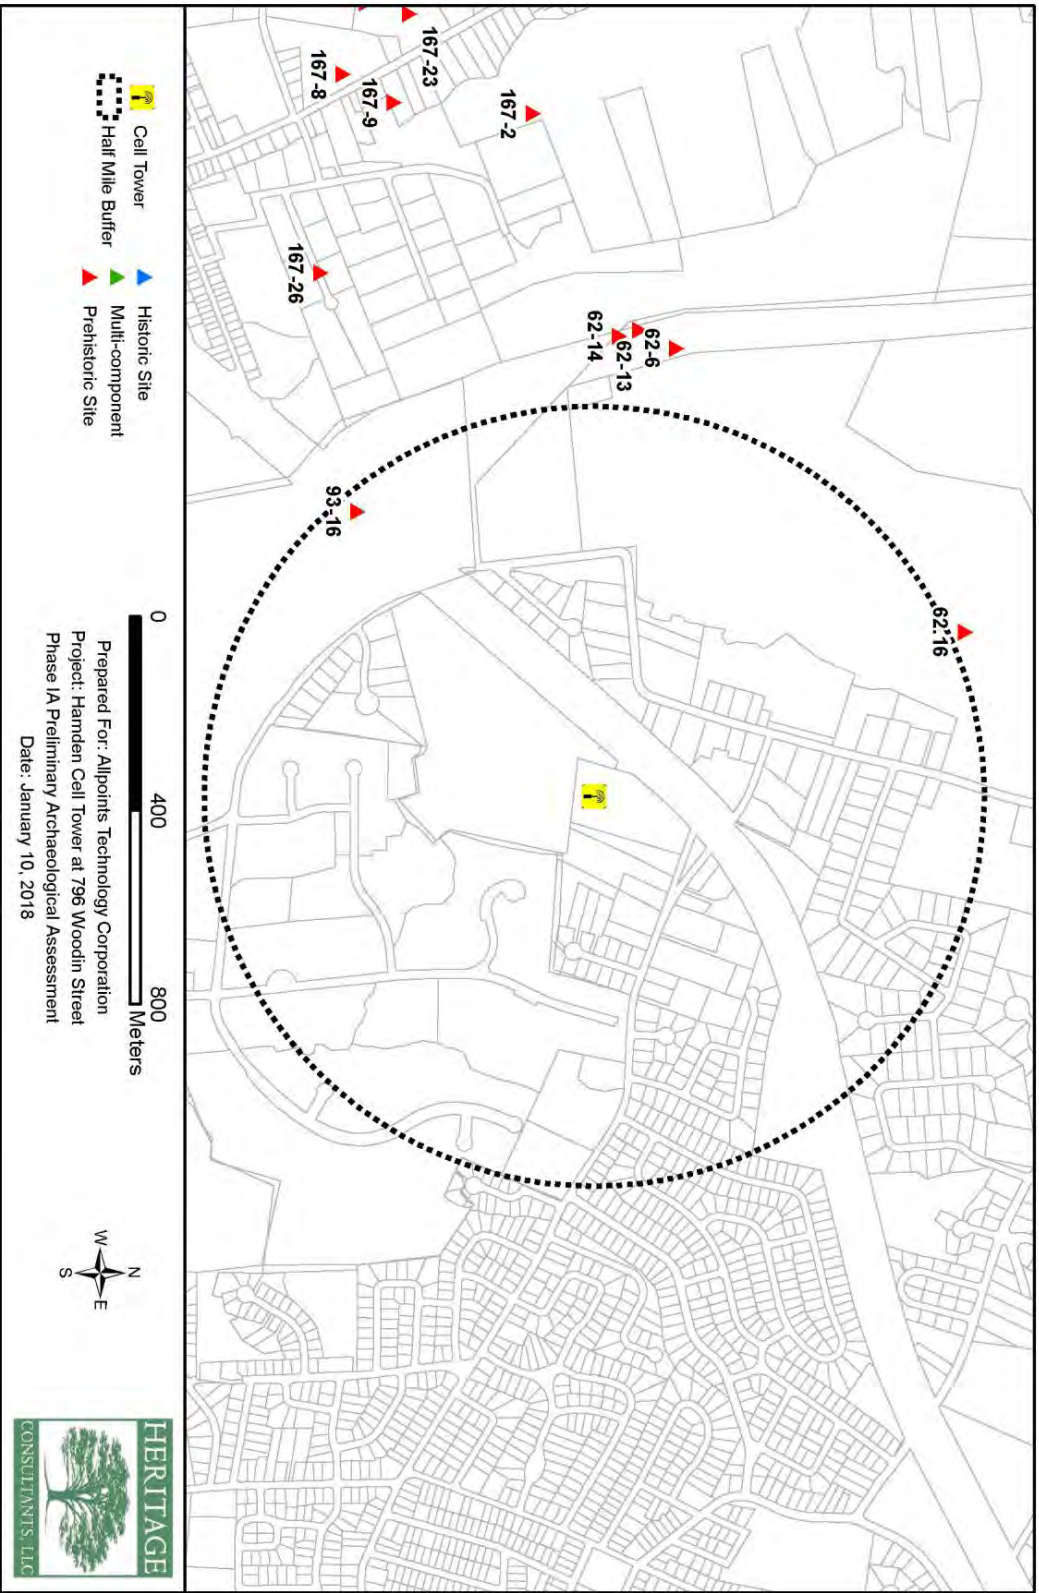 167-23
167-8
167-9
167-2
167-26
62-14
62-13
62-6
93-16
62-16
Cell Tower
Half Mile Buffer
Historic Site
Multi-component
Prehistoric Site
0 400 800
Meters
Prepared For: Allpoints Technology Corporation
Project: Hamden Cell Tower at 796 Woodin Street
Phase IA Preliminary Archaeological Assessment
Date: January 10, 2018
N
W E
S
HERITAGE
CONSULTANTS, LLC